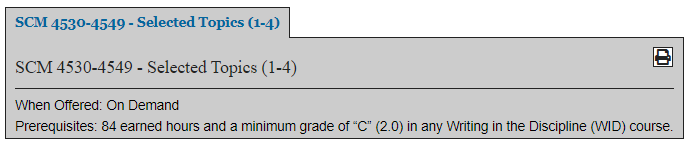 SCM 4530-4549 - Selected Topics (1-4)
SCM 4530-4549 - Selected Topics (1-4)
When Offered: On Demand
Prerequisites: 84 earned hours and a minimum grade of “C” (2.0) in any Writing in the Discipline (WID) course.